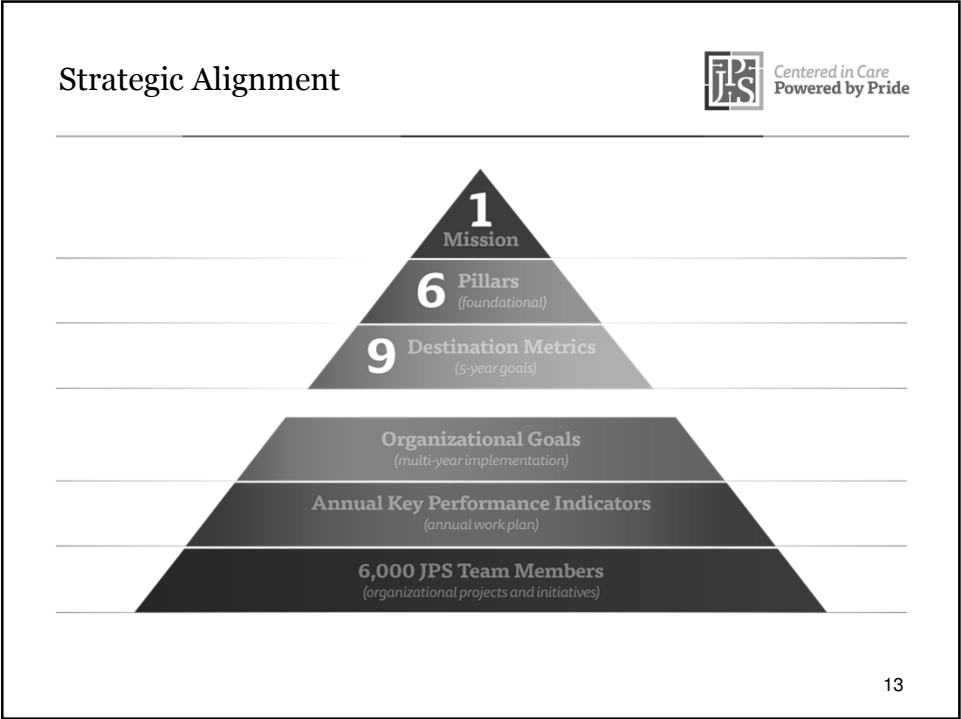 Strategic Alignment
JPS
Centered in Care
Powered by Pride
1
Mission
6 Pillars
(foundational)
9 Destination Metrics
(5-year goals)
Organizational Goals
(multi-year implementation)
Annual Key Performance Indicators
(annual work plan)
6,000 JPS Team Members
(organizational projects and initiatives)
13